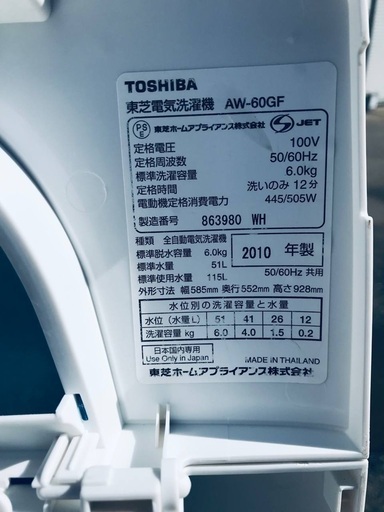 TOSHIBA
東芝電気洗濯機 AW-60GF
PS E 東芝ホームアプライアンス株式会社 S JET
定格電圧 100V
定格周波数 50/60Hz
標準洗濯容量 6.0kg
定格時間 洗いのみ 12分
電動機定格消費電力 445/505W
製造番号 863980 WH
種類 全自動電気洗濯機
標準脱水容量 6.0kg
標準水量 51L
2010 年製
標準使用水量 115L 50/60Hz 共用
外形寸法 幅585mm 奥行552mm 高さ928mm
水位別の洗濯容量と水量
水位(水量L) 51 41 26 12
洗濯容量 kg 6.0 4.0 1.5 0.2
日本国内専用
Use Only in Japan
MADE IN THAILAND
東芝ホームアプライアンス株式会社